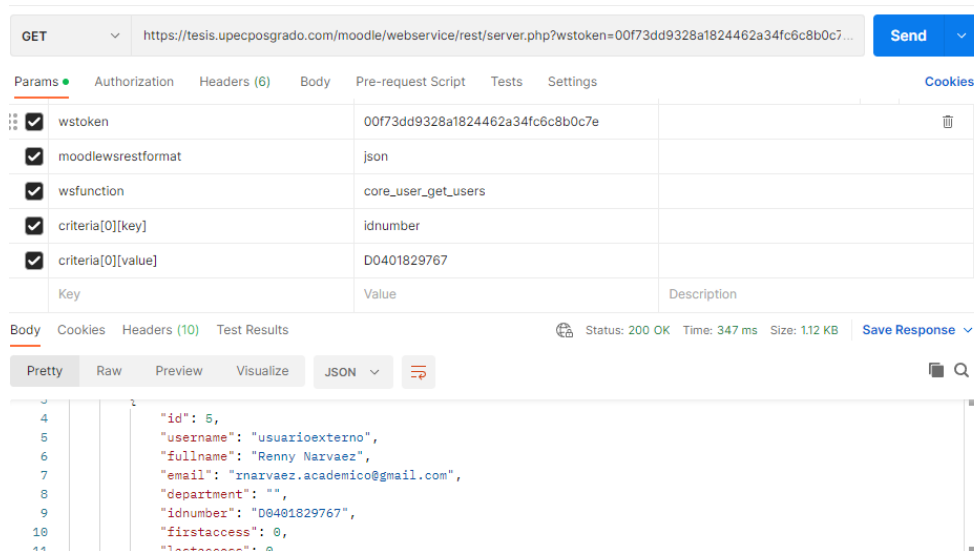 GET https://tesis.upecposgrado.com/moodle/webservice/rest/server.php?wstoken=00f73dd9328a1824462a34fc6c8b0c7... Send
Params Authorization Headers (6) Body Pre-request Script Tests Settings Cookies
wstoken 00f73dd9328a1824462a34fc6c8b0c7e
moodlewsrestformat json
wsfunction core_user_get_users
criteria[0][key] idnumber
criteria[0][value] D0401829767
Key Value Description
Body Cookies Headers (10) Test Results Status: 200 OK Time: 347 ms Size: 1.12 KB Save Response
Pretty Raw Preview Visualize JSON
3 {
4 "id": 5,
5 "username": "usuarioexterno",
6 "fullname": "Renny Narvaez",
7 "email": "rnarvaez.academico@gmail.com",
8 "department": "",
9 "idnumber": "D0401829767",
10 "firstaccess": 0,
11 "lastaccess": 0